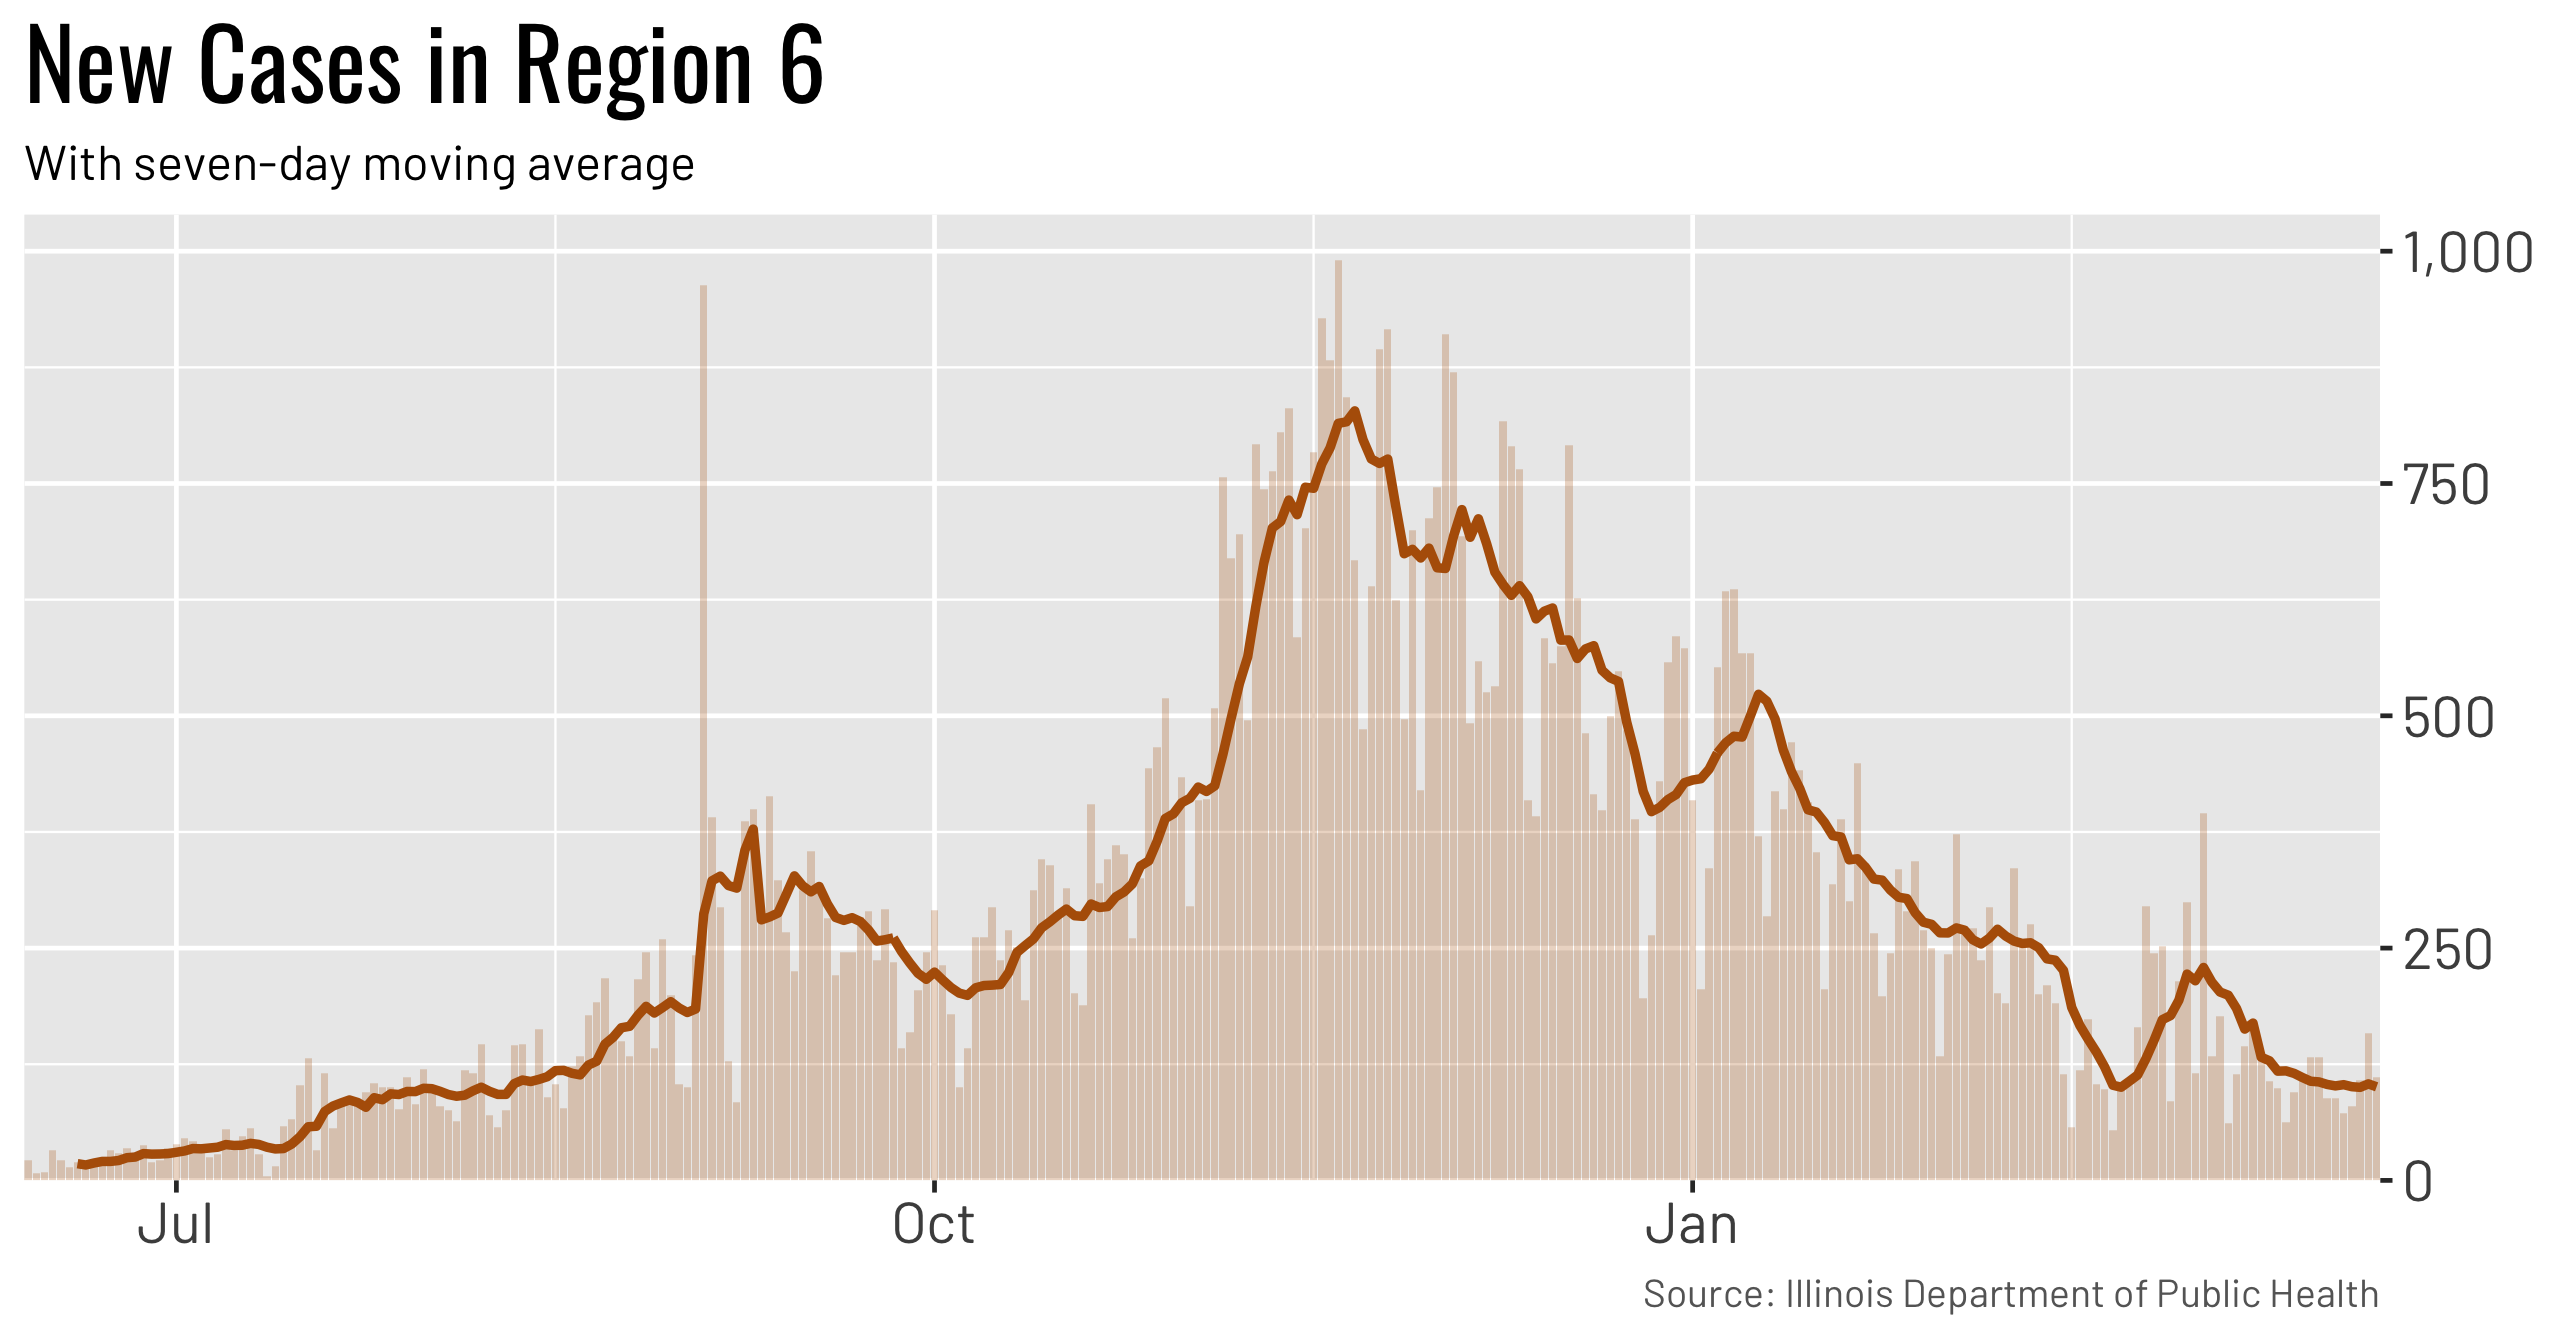 New Cases in Region 6
With seven-day moving average
1,000
750
500
250
0
Jul
Oct
Jan
Source: Illinois Department of Public Health